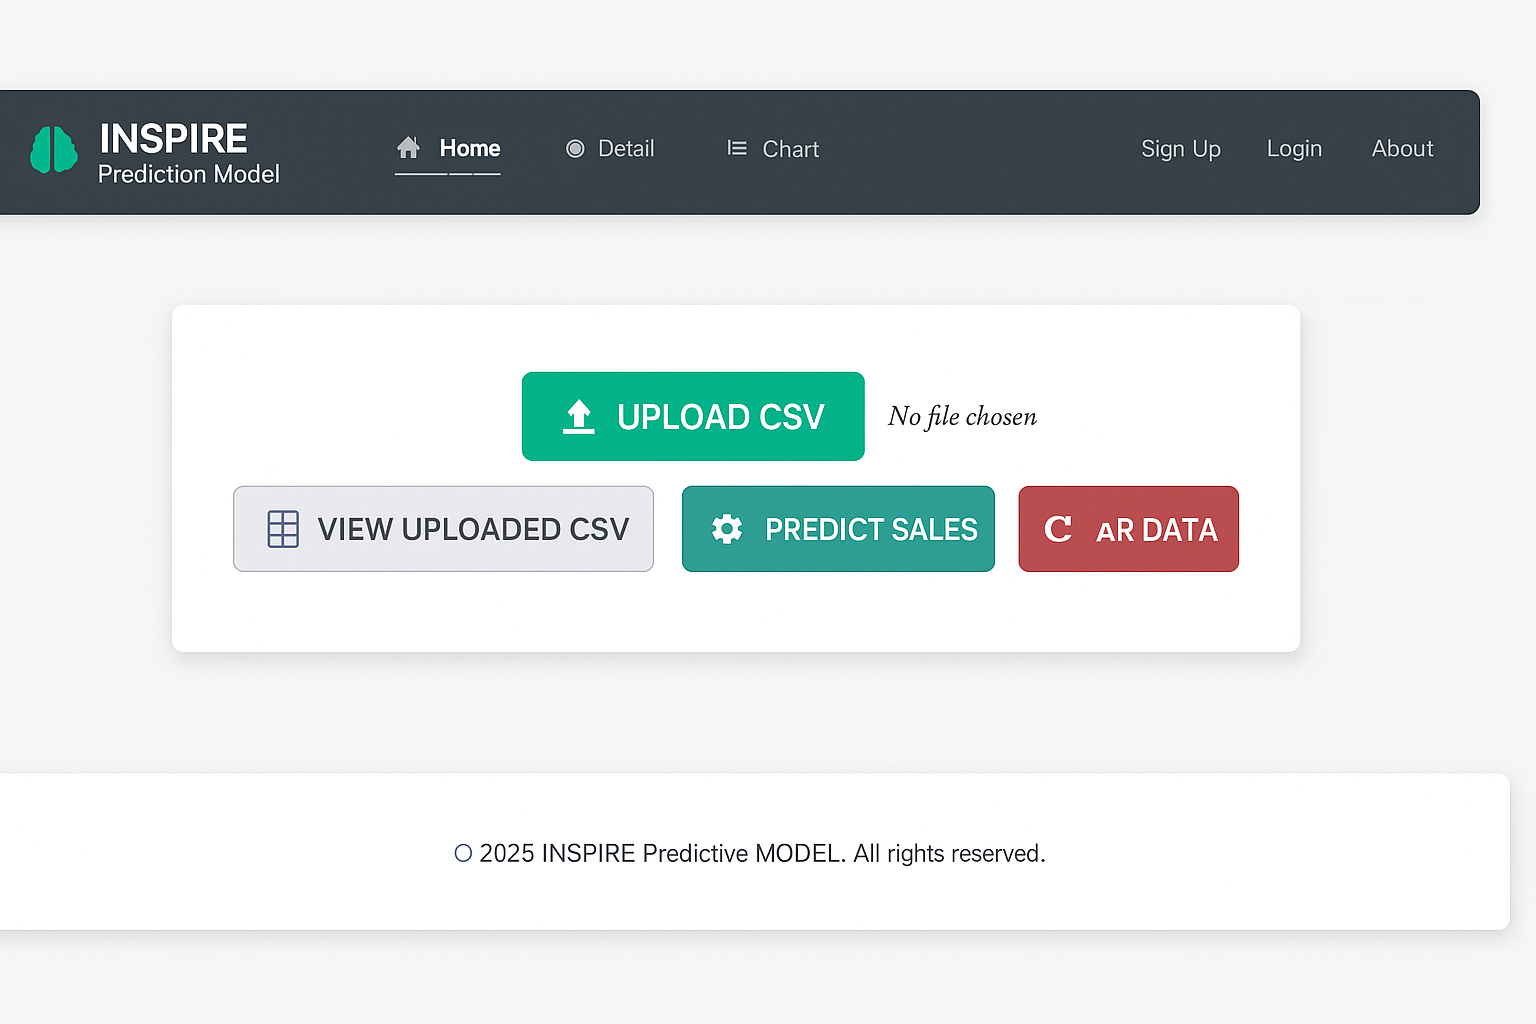 INSPIRE
Prediction Model
Home
Detail
Chart
Sign Up
Login
About
UPLOAD CSV
No file chosen
VIEW UPLOADED CSV
PREDICT SALES
C AR DATA
O 2025 INSPIRE Predictive MODEL. All rights reserved.